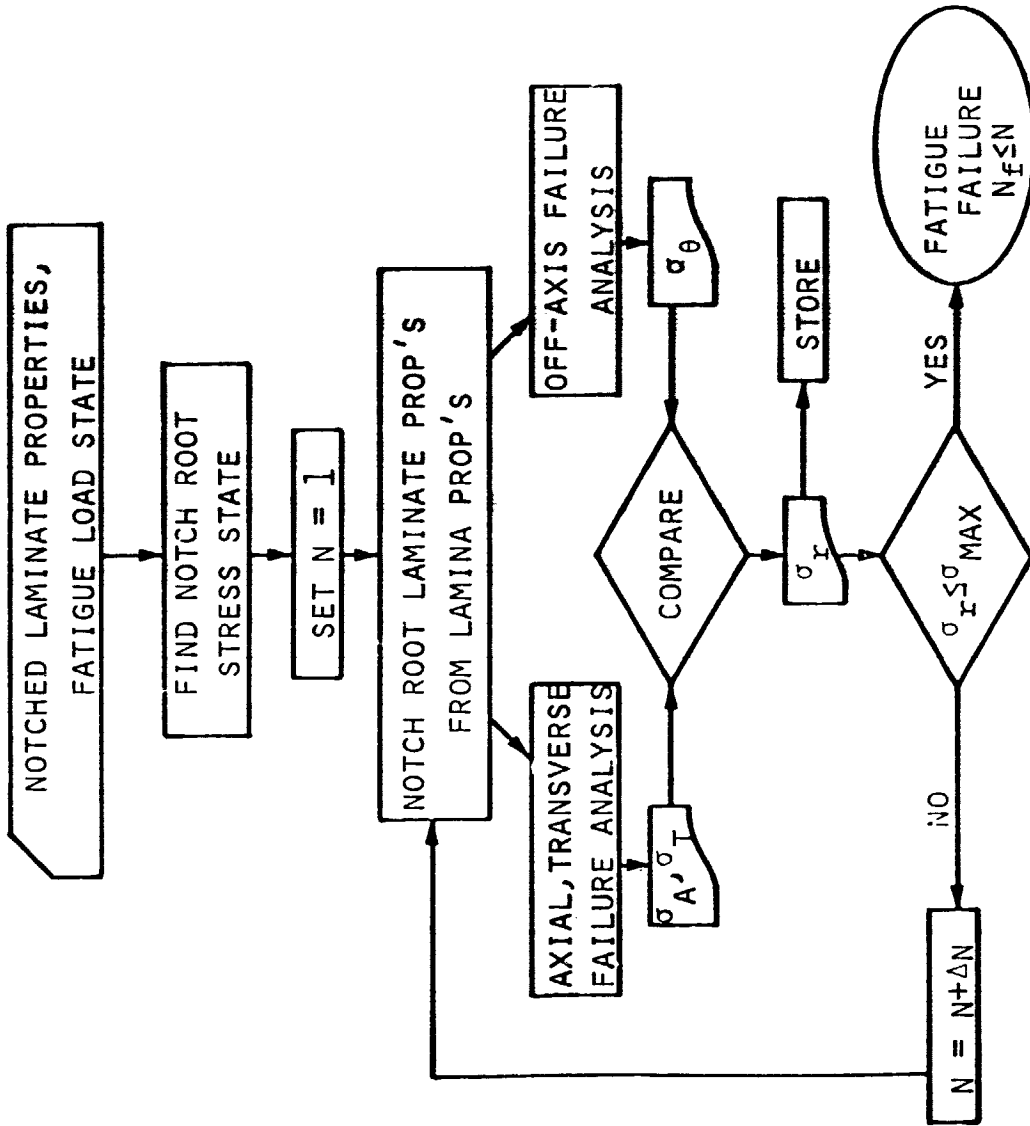 NOTCHED LAMINATE PROPERTIES,
FATIGUE LOAD STATE
FIND NOTCH ROOT
STRESS STATE
SET N = 1
NOTCH ROOT LAMINATE PROP'S
FROM LAMINA PROP'S
AXIAL, TRANSVERSE
FAILURE ANALYSIS
OFF-AXIS FAILURE
ANALYSIS
σA, σT
COMPARE
αθ
σr
STORE
σr≤σMAX
NO
YES
N = N+ΔN
FATIGUE
FAILURE
Nf≤N